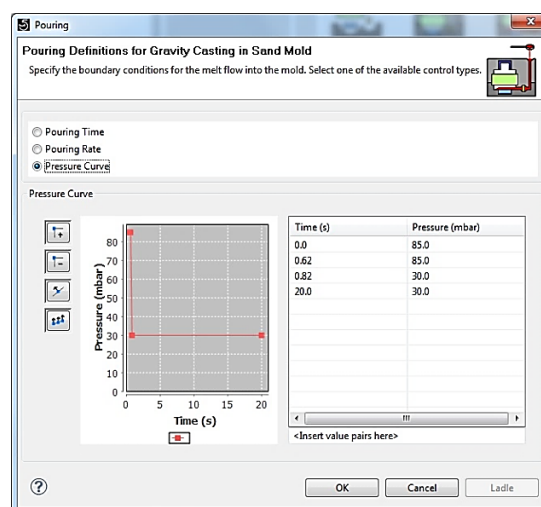 Pouring
Pouring Definitions for Gravity Casting in Sand Mold
Specify the boundary conditions for the melt flow into the mold. Select one of the available control types.
Pouring Time
Pouring Rate
Pressure Curve
Pressure Curve
Pressure (mbar)
80
70
60
50
40
30
20
10
0
0 5 10 15 20
Time (s)
Time (s) Pressure (mbar)
0.0 85.0
0.62 85.0
0.82 30.0
20.0 30.0
<Insert value pairs here>
OK Cancel Ladle